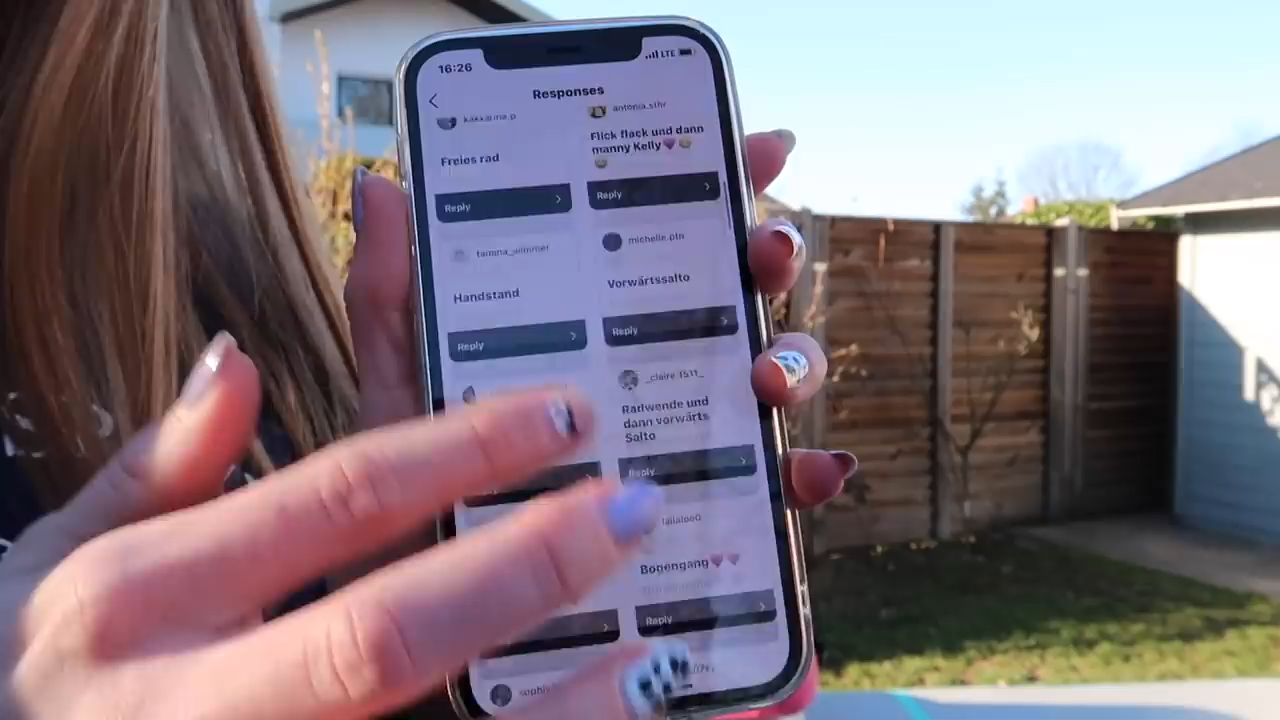 16:26
LTE
Responses
kakkarina.p
Freies rad
Reply
antonia.sthr
Flick flack und dann
manny Kelly💜😂
😂
Reply
Handstand
Reply
michelle.ptn
Vorwärtssalto
Reply
_claire.1511_
Radwende und
dann vorwärts
Salto
Reply
Bogengang💜💜
Reply